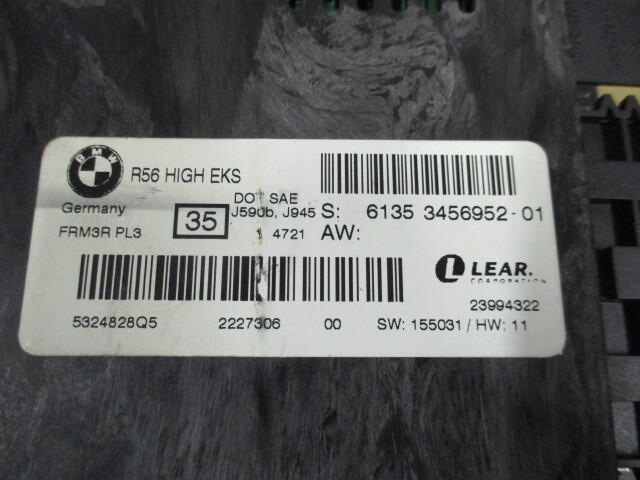 BMW
R56 HIGH EKS
Germany
35
DOT SAE
J590b, J945
S: 6135 3456952-01
FRM3R PL3
4721
AW:
LEAR.
CORPORATION
23994322
5324828Q5 2227306 00 SW: 155031 / HW: 11